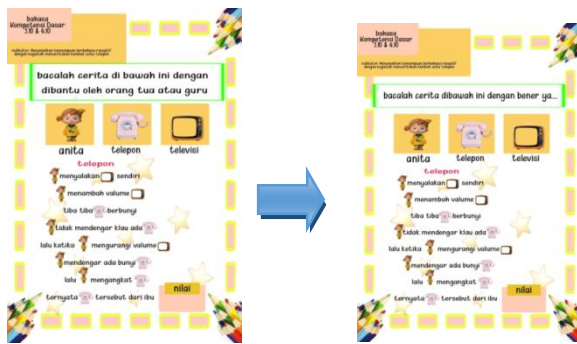 bahasa
Kompetensi Dasar
3.10 & 4.10
bacalah cerita di bawah ini dengan
dibantu oleh orang tua atau guru
anita telepon televisi
telepon
menyalakan sendiri
menambah valume
tiba tiba berbunyi
tidak mendengar klau ada
lalu ketika mengurangi valume
mendengar ada bunyi
lalu mengangkat
nilai
ternyata tersebut dari ibu
bahasa
Kompetensi Dasar
3.10 & 4.10
bacalah cerita dibawah ini dengan bener ya...
anita telepon televisi
telepon
menyalakan sendiri
menambah valume
tiba tiba berbunyi
tidak mendengar klau ada
lalu ketika mengurangi valume
mendengar ada bunyi
lalu mengangkat
nilai
ternyata tersebut dari ibu